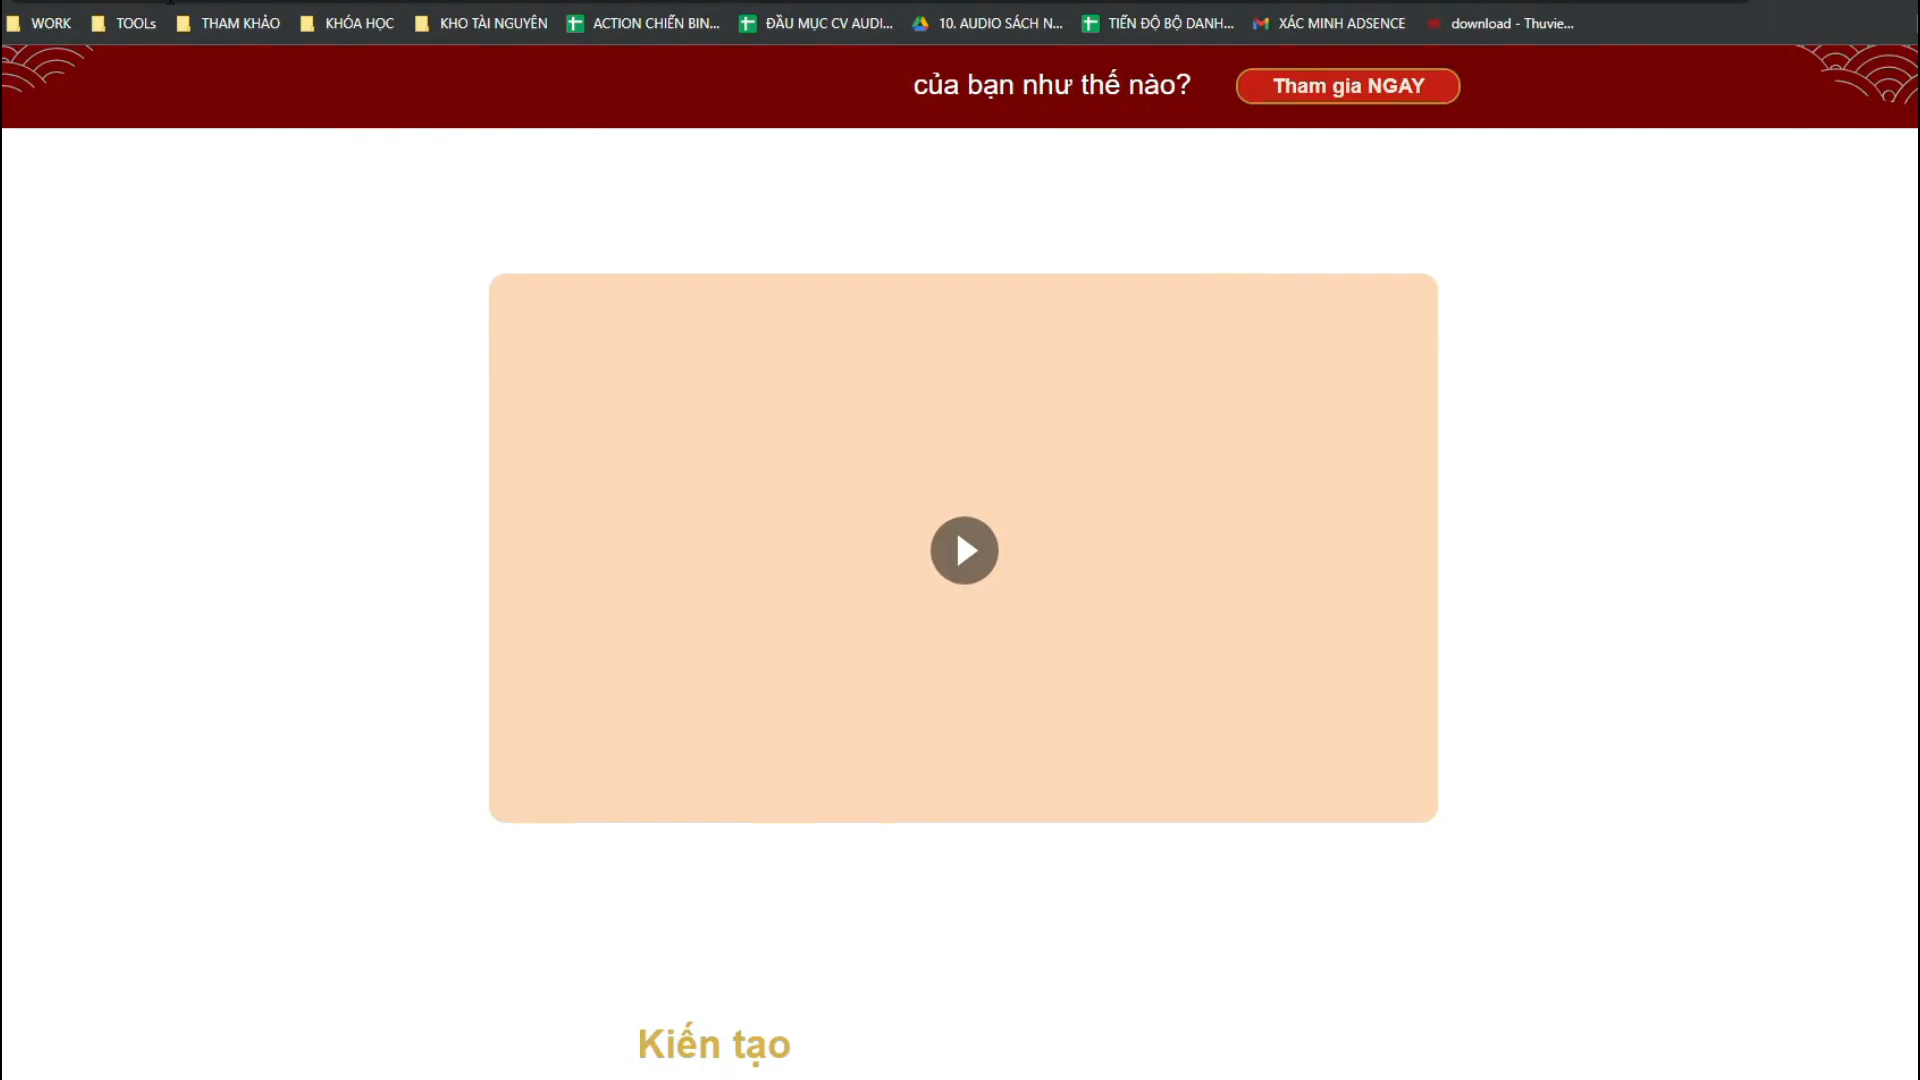 WORK TOOLs THAM KHẢO KHÓA HỌC KHO TÀI NGUYÊN ACTION CHIẾN BIN... ĐẦU MỤC CV AUDI... 10. AUDIO SÁCH N... TIẾN ĐỘ BỘ DANH... XÁC MINH ADSENCE download - Thuvie...
của bạn như thế nào? Tham gia NGAY
Kiến tạo